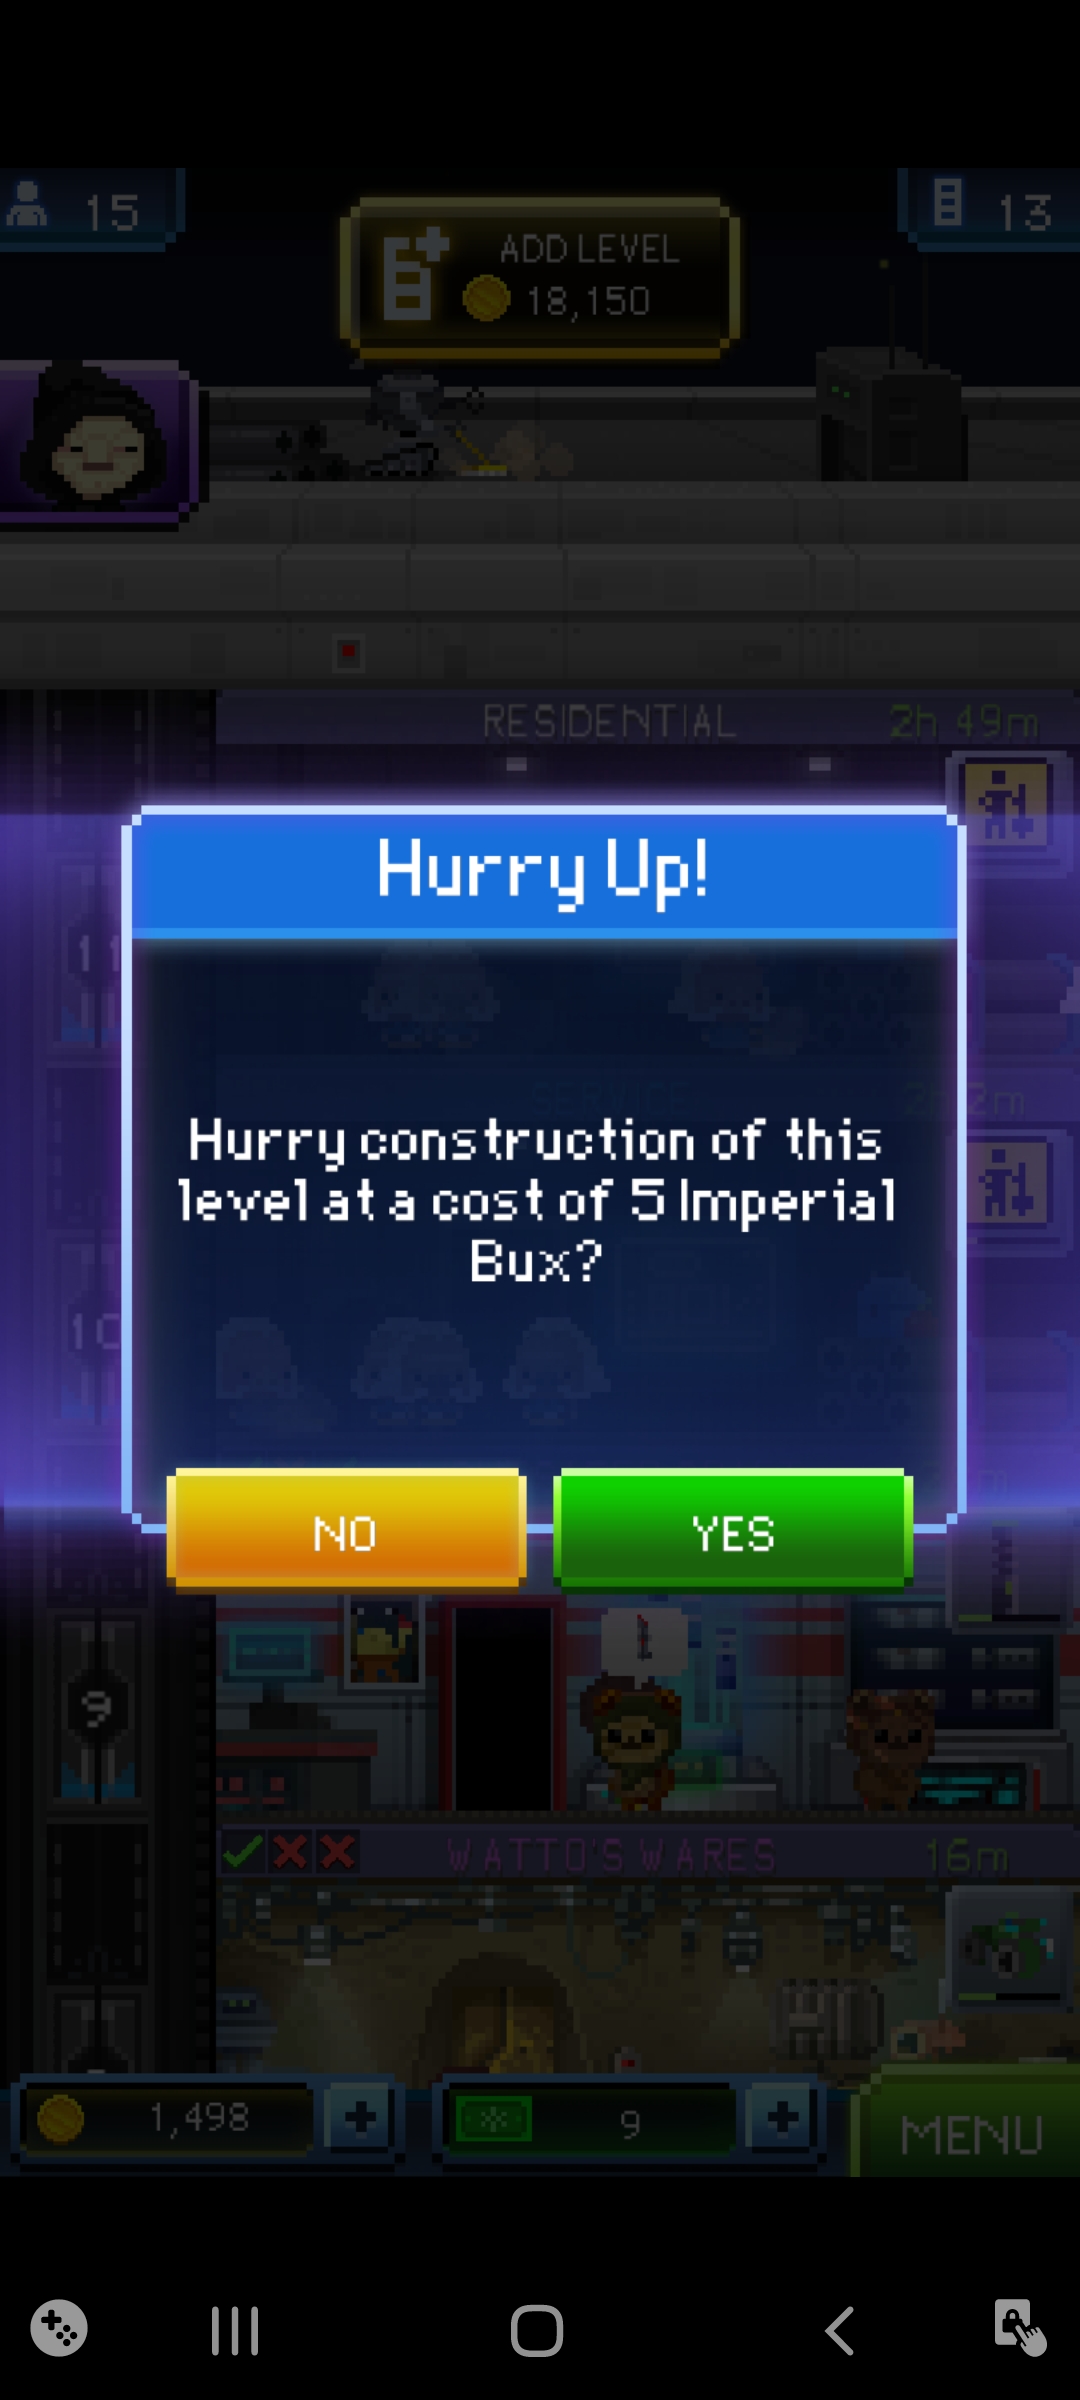 15
ADD LEVEL
18,150
13
RESIDENTIAL 2h 49m
Hurry Up!
11
SERVICE
Hurry construction of this
level at a cost of 5 Imperial
Bux?
10
NO
YES
9
WATTO'S WARES 16m
1,498
9
MENU